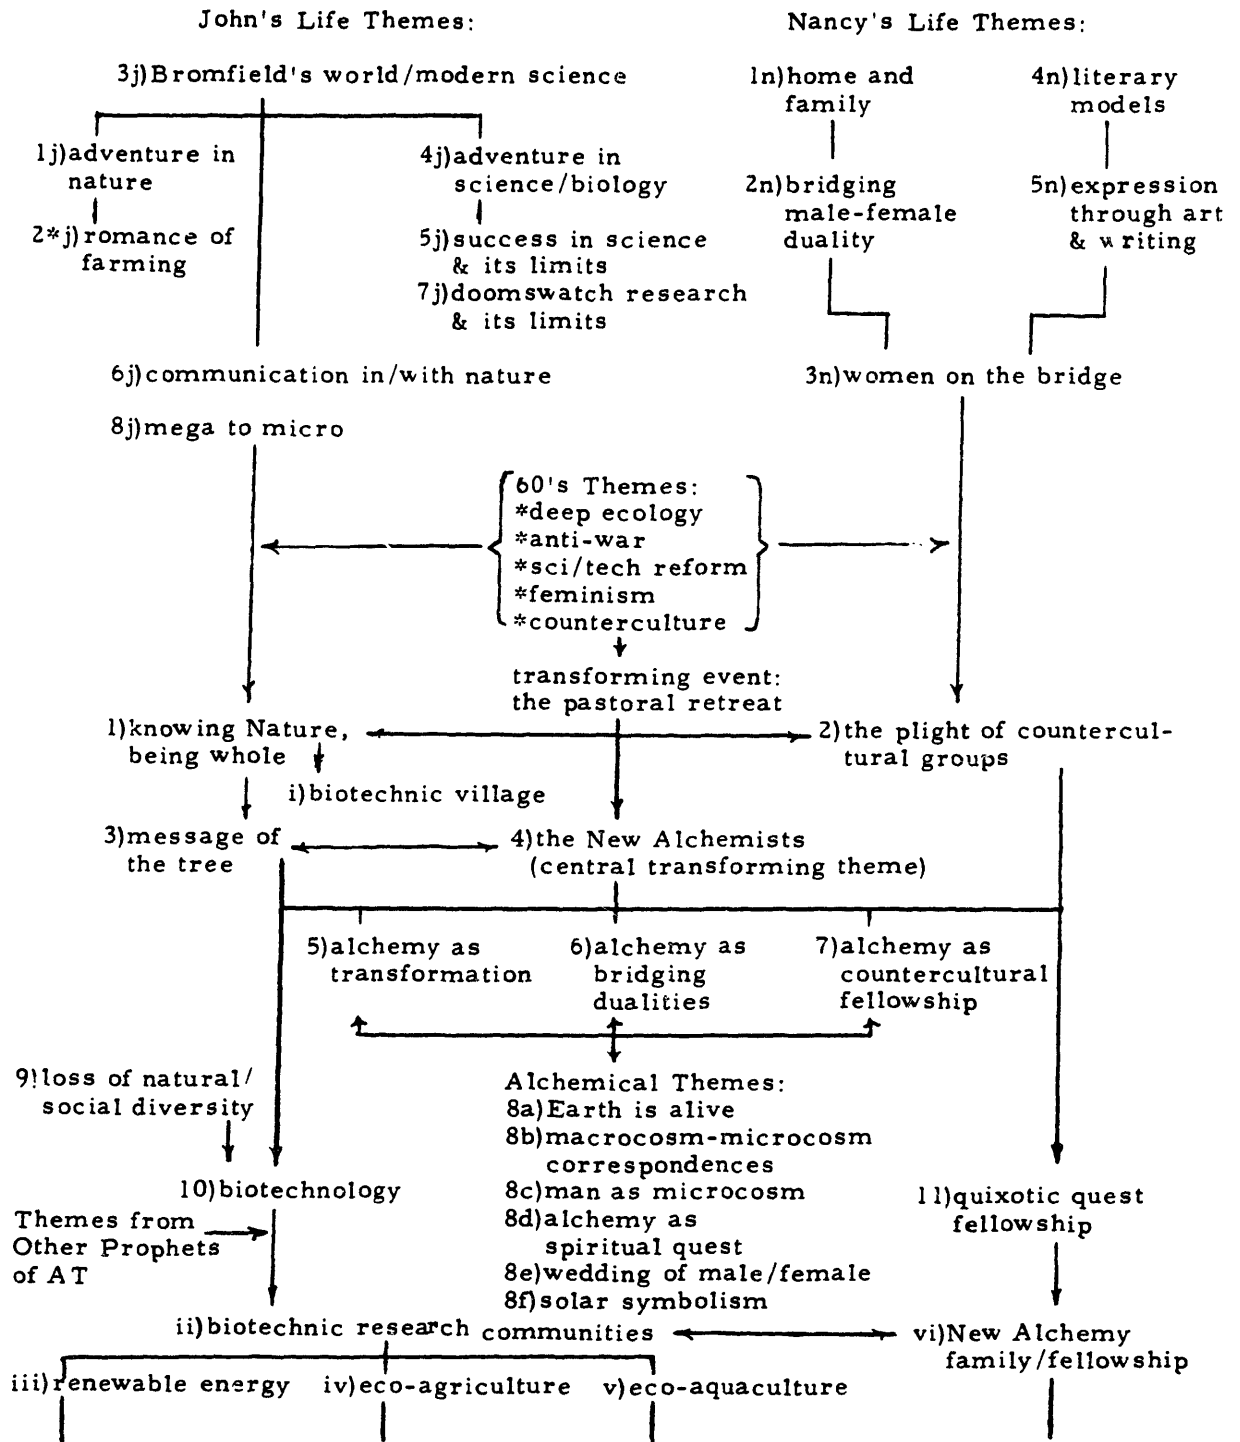 John's Life Themes:
Nancy's Life Themes:
3j)Bromfield's world/modern science
1j)adventure in
nature
2*j)romance of
farming
4j)adventure in
science/biology
5j)success in science
& its limits
7j)doomswatch research
& its limits
1n)home and
family
2n)bridging
male-female
duality
4n)literary
models
5n)expression
through art
& writing
6j)communication in/with nature
3n)women on the bridge
8j)mega to micro
60's Themes:
*deep ecology
*anti-war
*sci/tech reform
*feminism
*counterculture
transforming event:
the pastoral retreat
1)knowing Nature,
being whole
2)the plight of countercul-
tural groups
i)biotechnic village
3)message of
the tree
4)the New Alchemists
(central transforming theme)
5)alchemy as
transformation
6)alchemy as
bridging
dualities
7)alchemy as
countercultural
fellowship
9!loss of natural/
social diversity
Alchemical Themes:
8a)Earth is alive
8b)macrocosm-microcosm
correspondences
8c)man as microcosm
8d)alchemy as
spiritual quest
8e)wedding of male/female
8f)solar symbolism
10)biotechnology
Themes from
Other Prophets
of AT
11)quixotic quest
fellowship
ii)biotechnic research communities
vi)New Alchemy
family/fellowship
iii)renewable energy
iv)eco-agriculture
v)eco-aquaculture